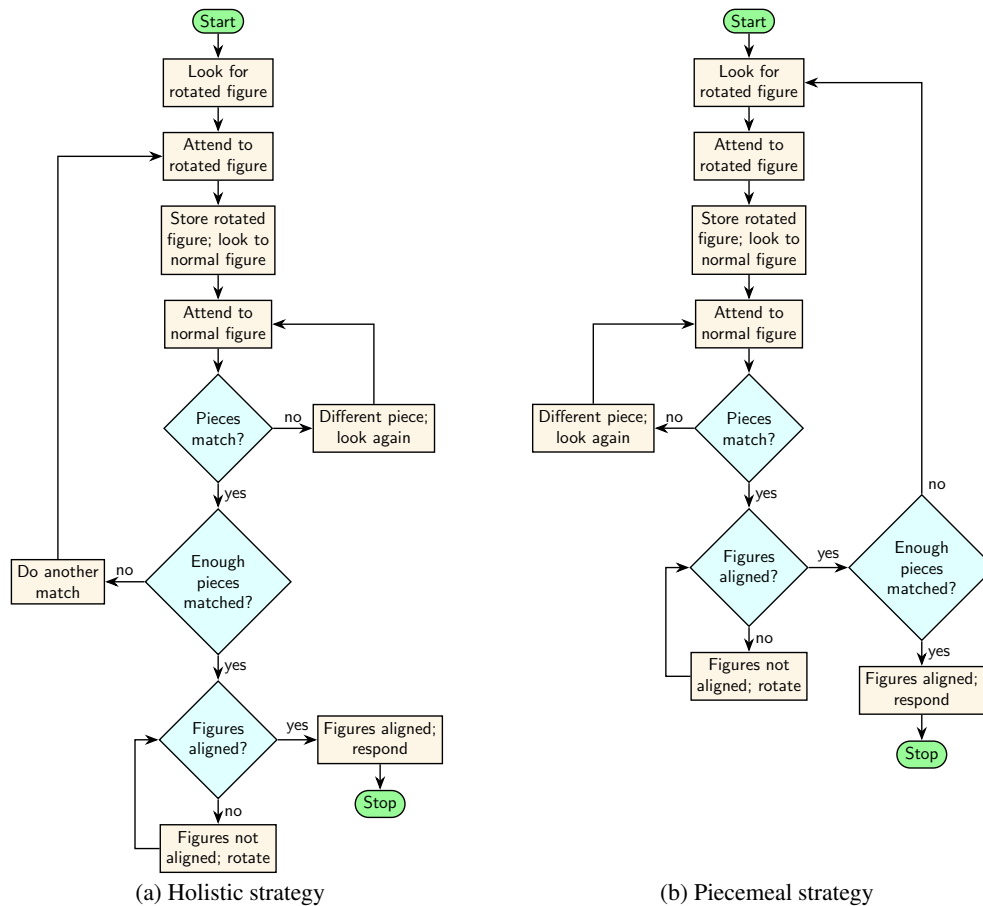 Start
Look for
rotated figure
Attend to
rotated figure
Store rotated
figure; look to
normal figure
Attend to
normal figure
Pieces
match?
no
Different piece;
look again
yes
Enough
pieces
matched?
no
Do another
match
yes
Figures
aligned?
yes
Figures aligned;
respond
Stop
no
Figures not
aligned; rotate
(a) Holistic strategy
Start
Look for
rotated figure
Attend to
rotated figure
Store rotated
figure; look to
normal figure
Attend to
normal figure
Pieces
match?
no
Different piece;
look again
yes
Figures
aligned?
yes
no
Figures not
aligned; rotate
Enough
pieces
matched?
no
yes
Figures aligned;
respond
Stop
(b) Piecemeal strategy